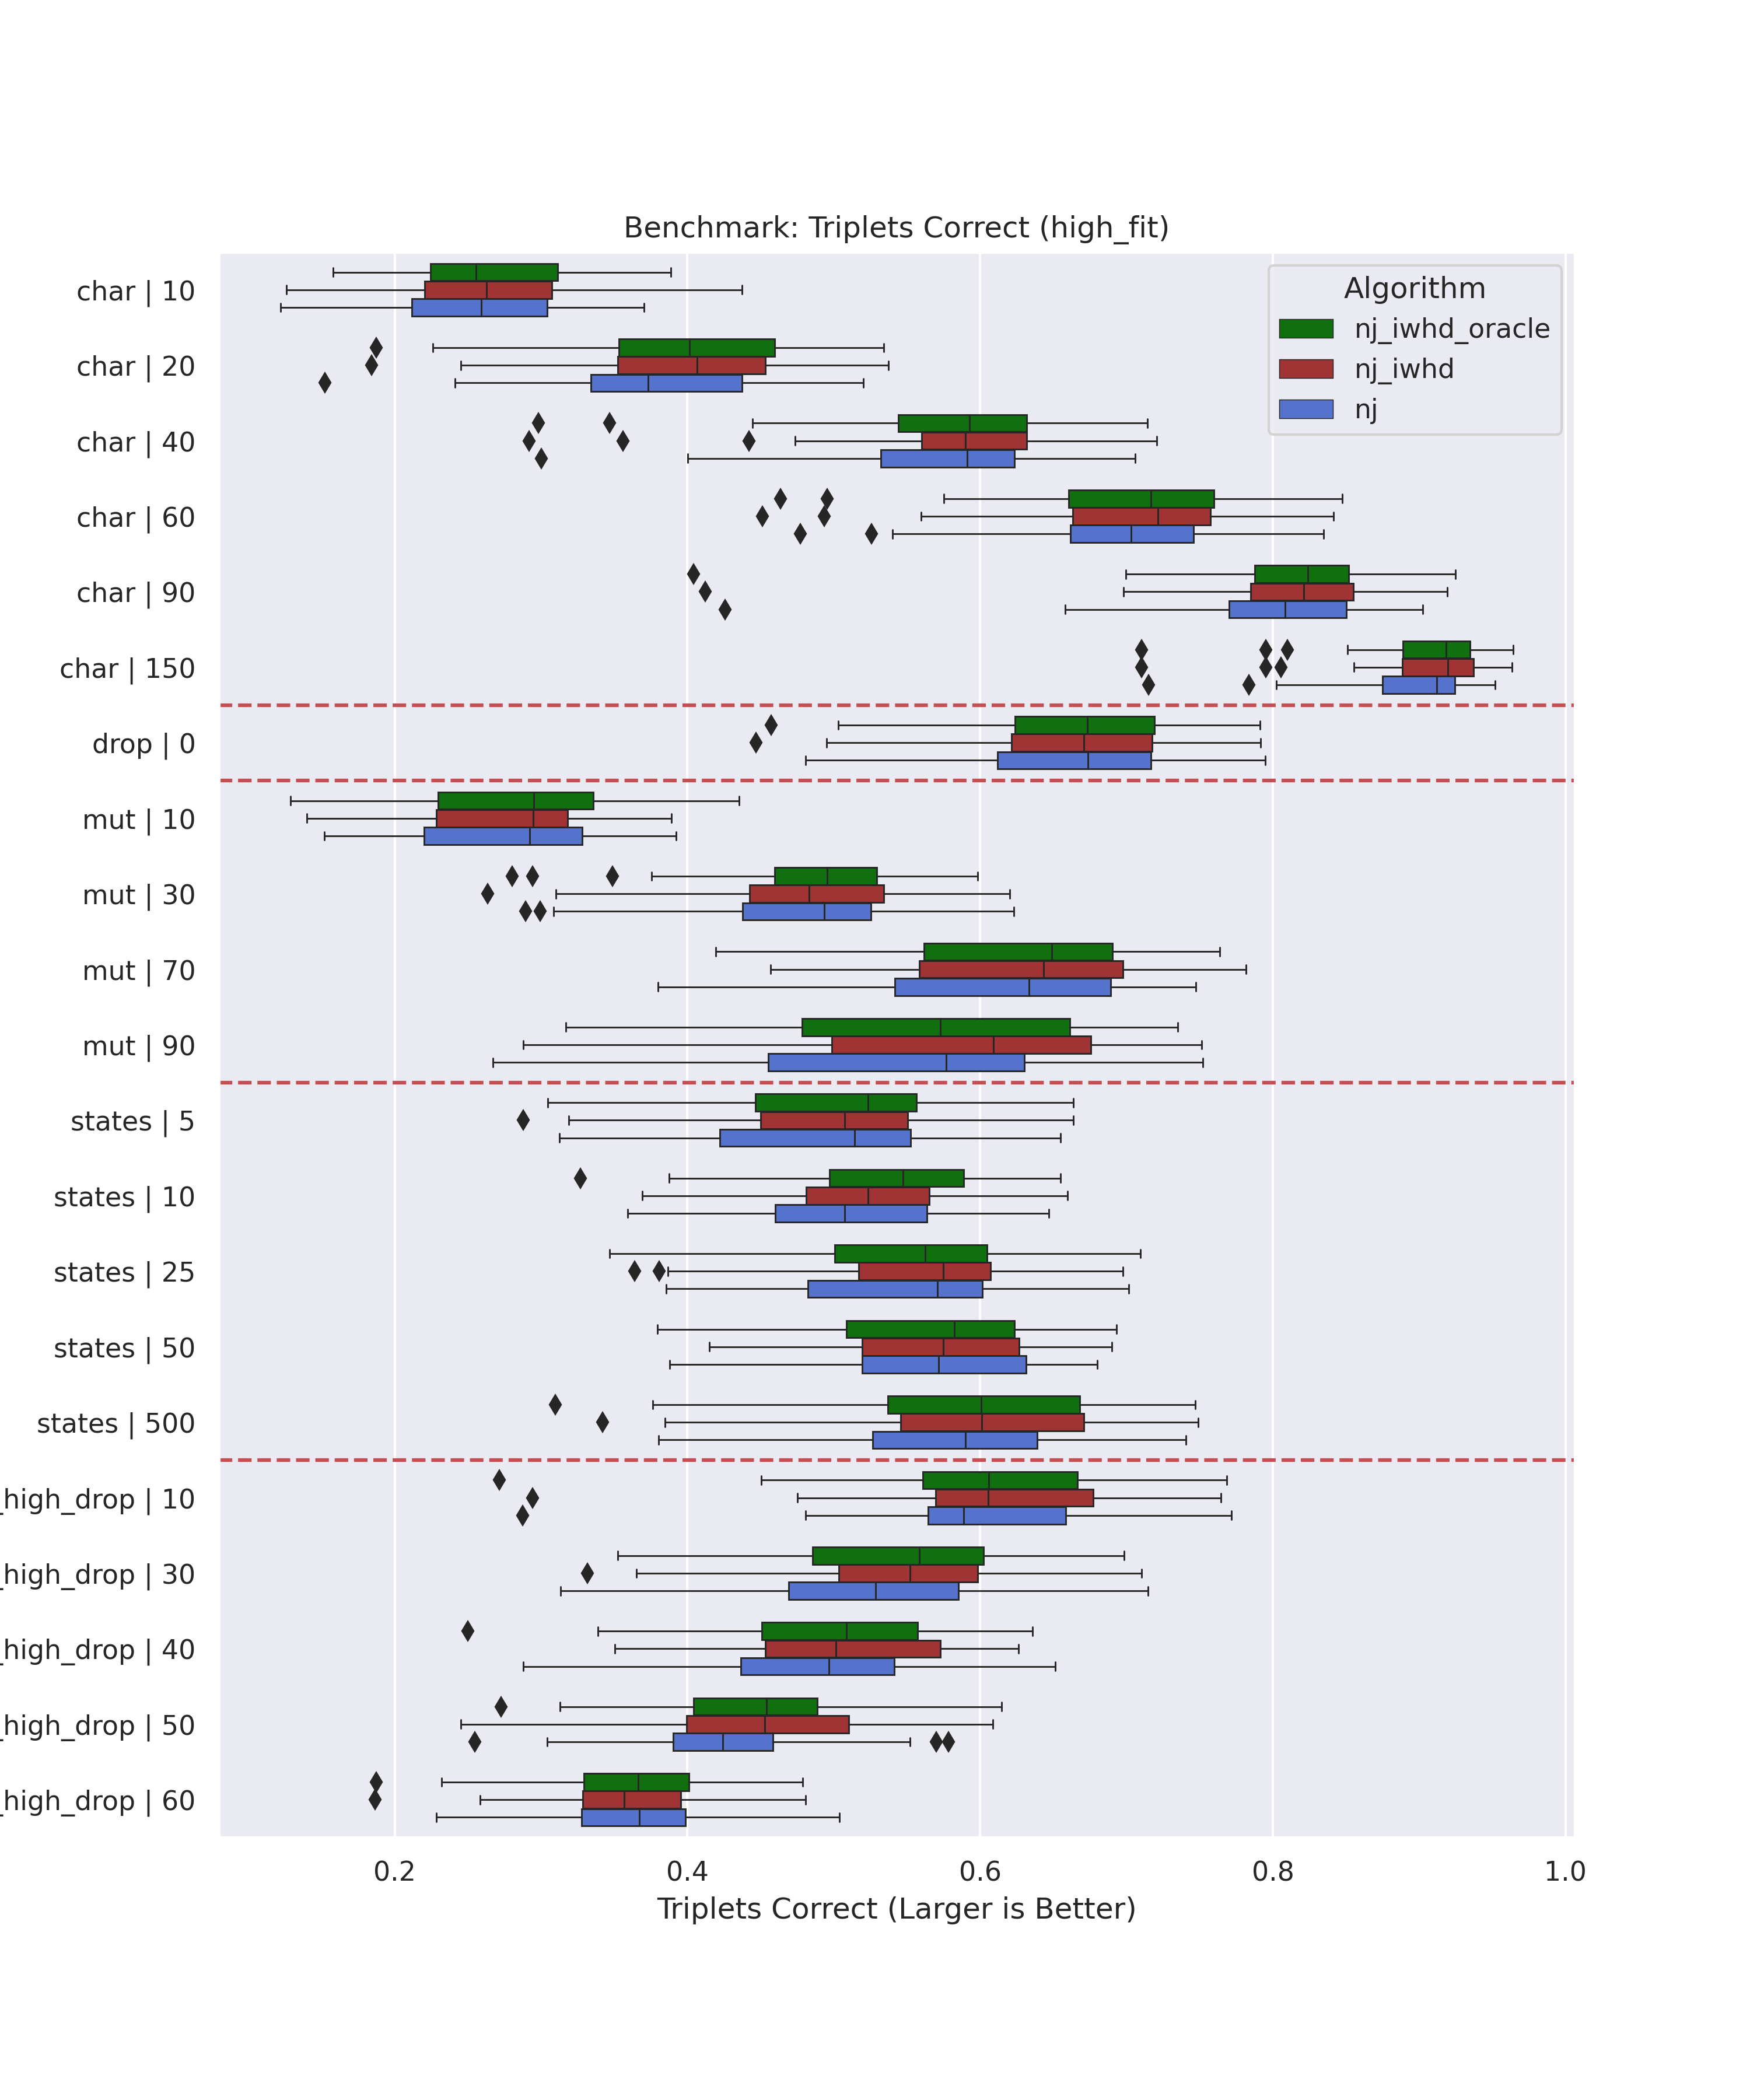 Benchmark: Triplets Correct (high_fit)
Algorithm
nj_iwhd_oracle
nj_iwhd
nj
char | 10
char | 20
char | 40
char | 60
char | 90
char | 150
drop | 0
mut | 10
mut | 30
mut | 70
mut | 90
states | 5
states | 10
states | 25
states | 50
states | 500
_high_drop | 10
_high_drop | 30
_high_drop | 40
_high_drop | 50
_high_drop | 60
0.2 0.4 0.6 0.8 1.0
Triplets Correct (Larger is Better)